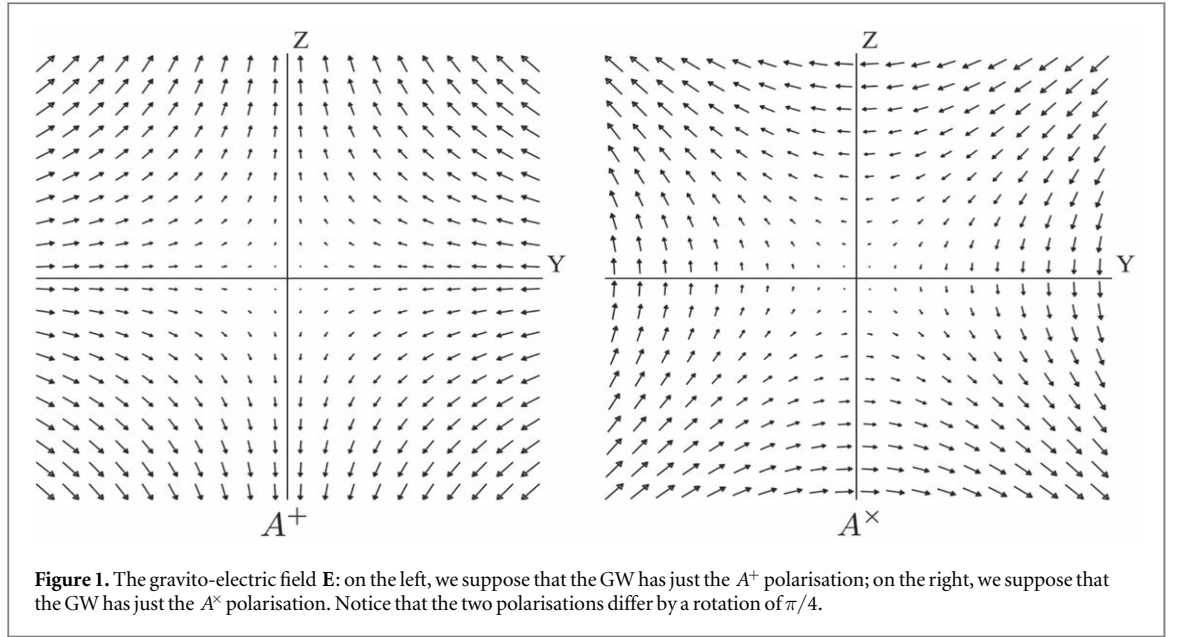 Z
Y
A+
Z
Y
A×
Figure 1. The gravito-electric field E: on the left, we suppose that the GW has just the A+ polarisation; on the right, we suppose that
the GW has just the A× polarisation. Notice that the two polarisations differ by a rotation of π/4.